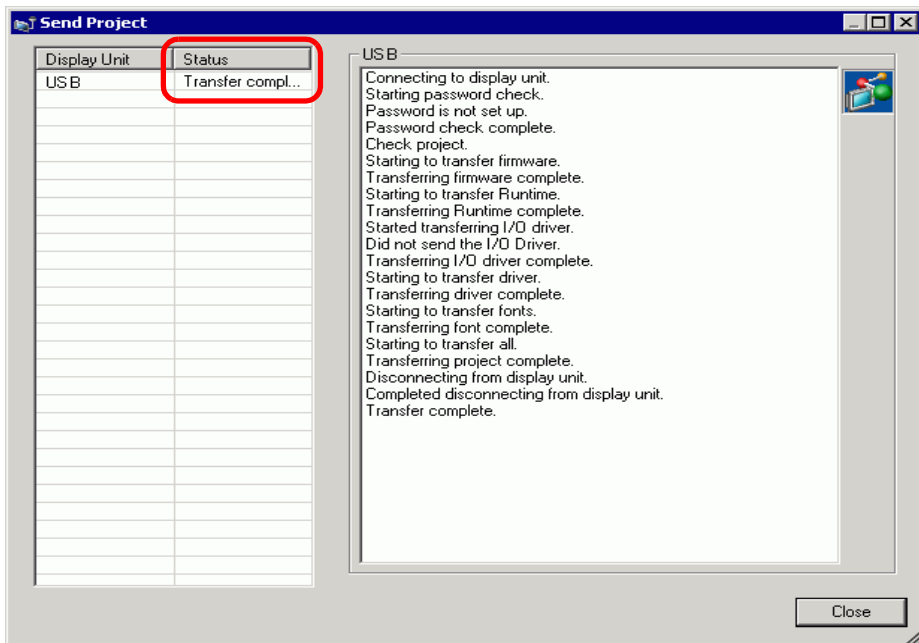 Send Project
Display Unit Status
USB Transfer compl...
USB
Connecting to display unit.
Starting password check.
Password is not set up.
Password check complete.
Check project.
Starting to transfer firmware.
Transferring firmware complete.
Starting to transfer Runtime.
Transferring Runtime complete.
Started transferring I/O driver.
Did not send the I/O Driver.
Transferring I/O driver complete.
Starting to transfer driver.
Transferring driver complete.
Starting to transfer fonts.
Transferring font complete.
Starting to transfer all.
Transferring project complete.
Disconnecting from display unit.
Completed disconnecting from display unit.
Transfer complete.
Close